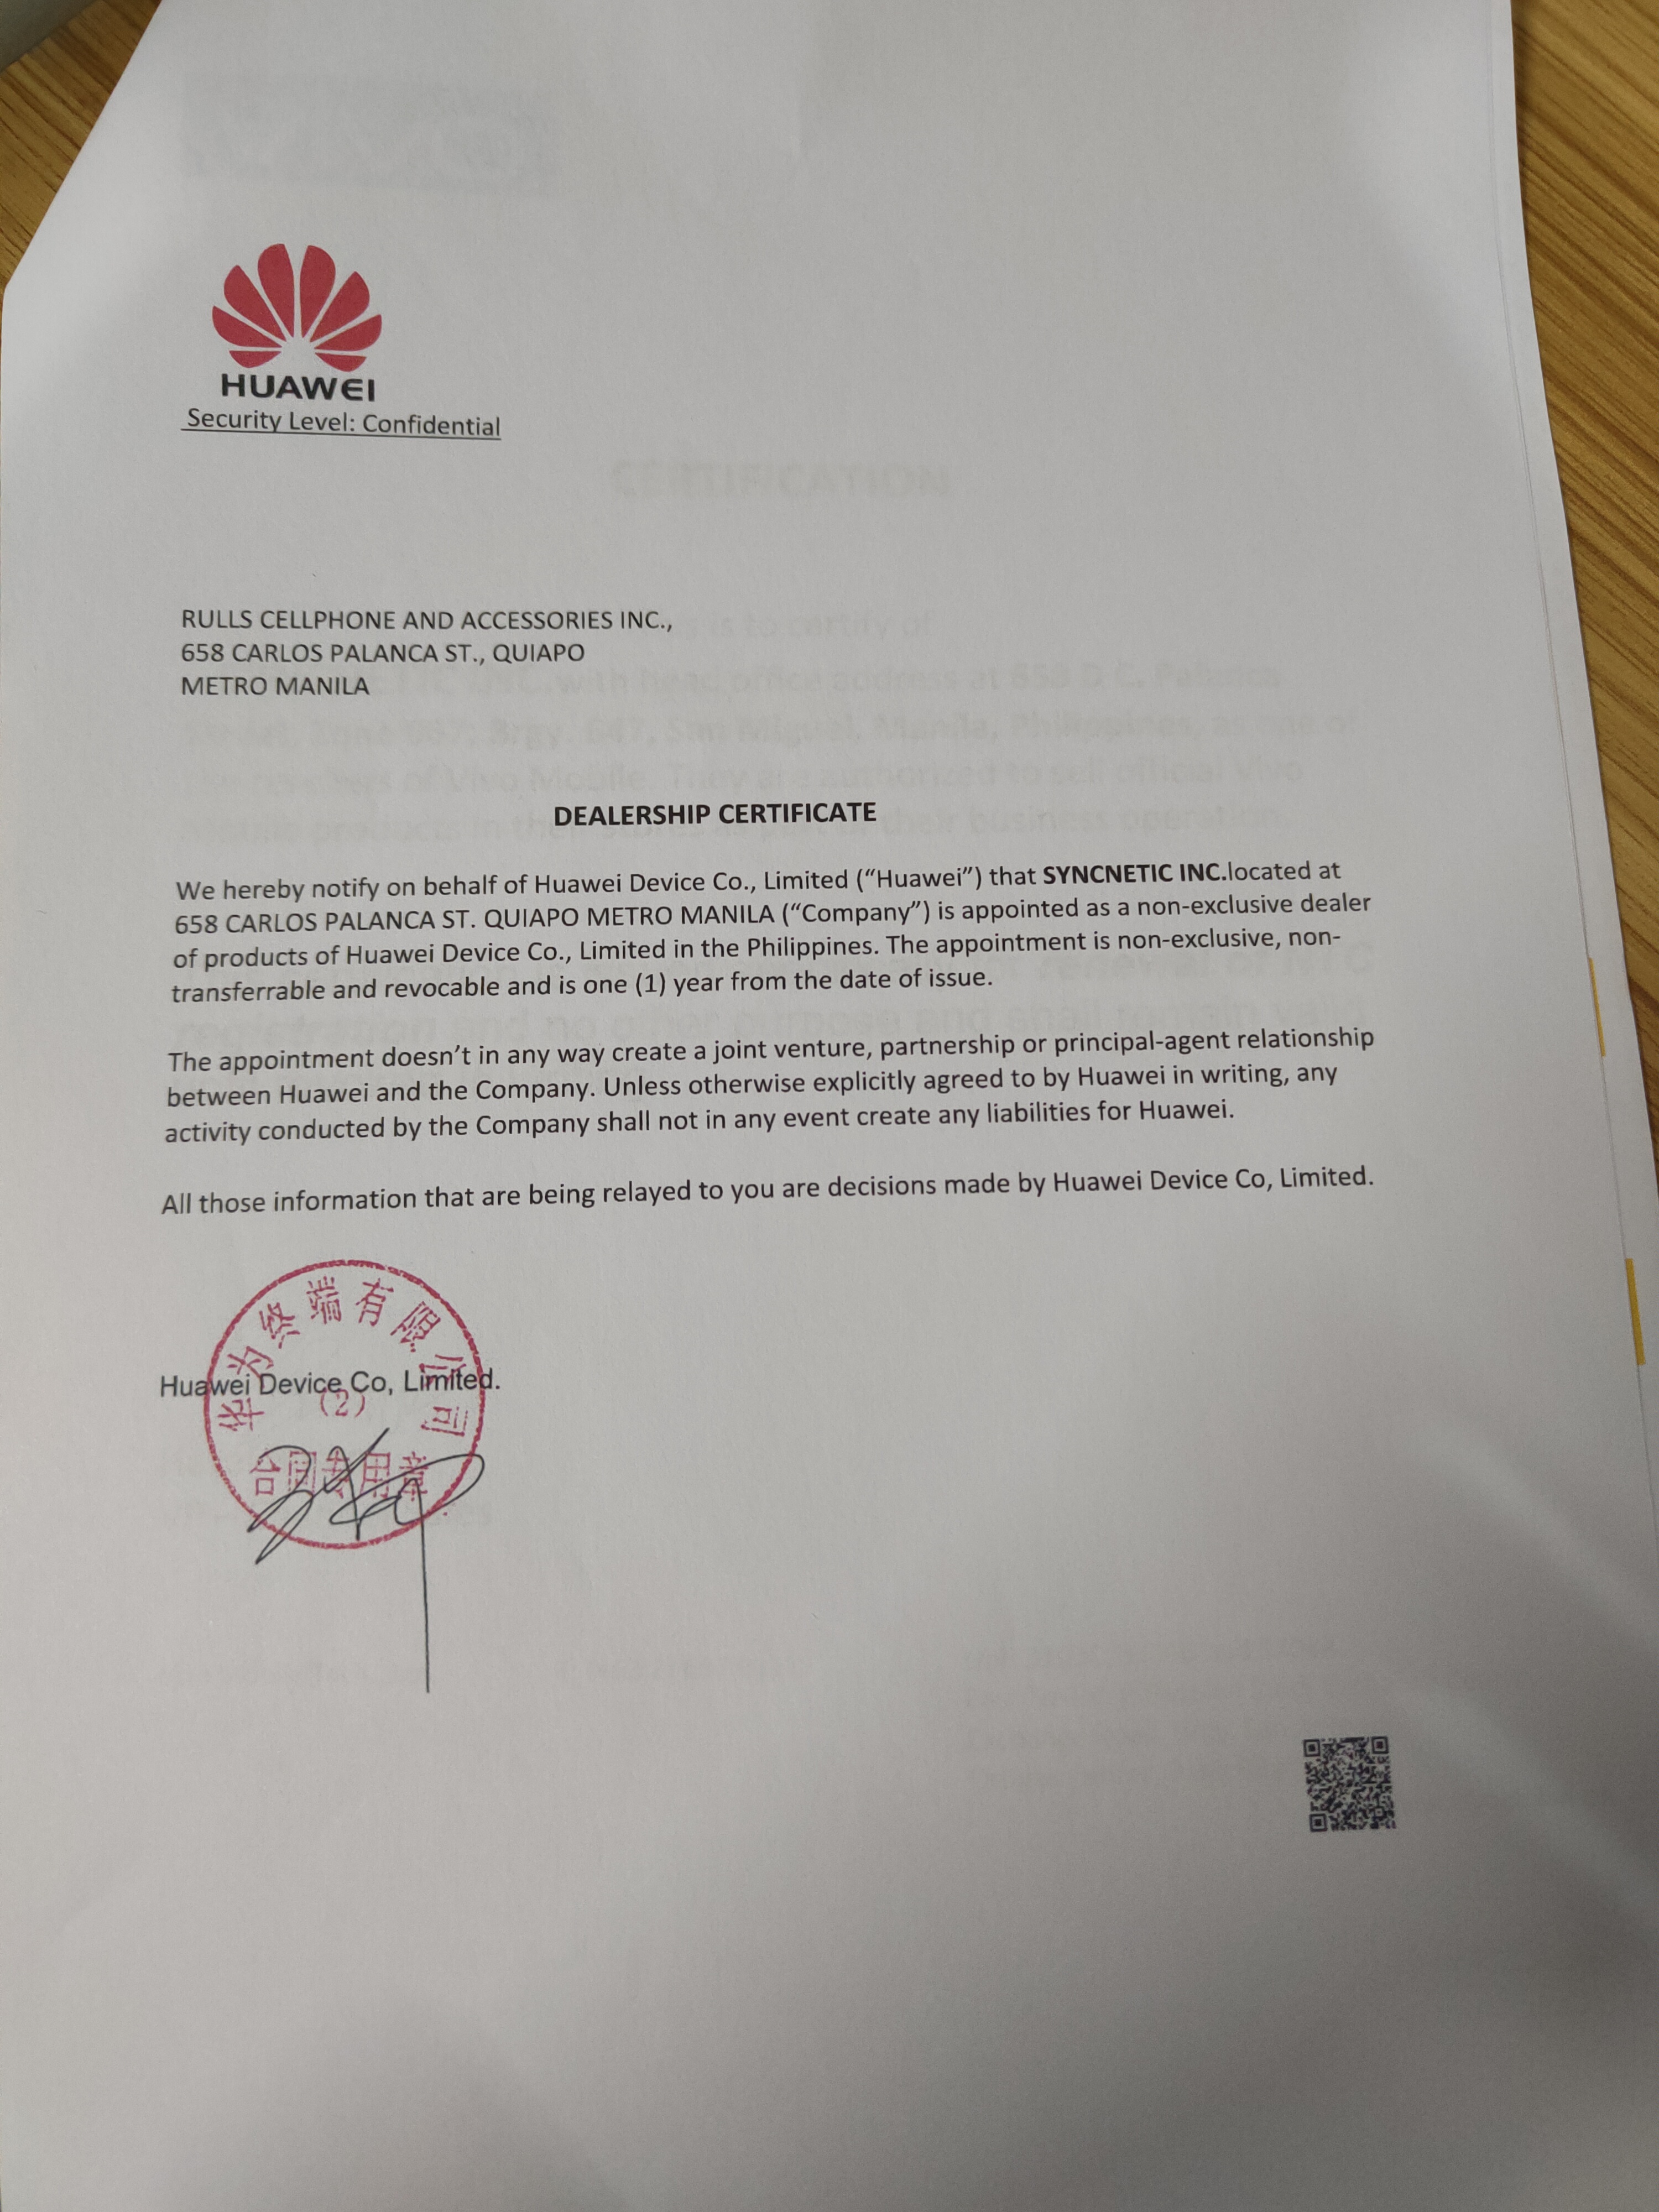 HUAWEI
Security Level: Confidential
CERTIFICATION
RULLS CELLPHONE AND ACCESSORIES INC.,
658 CARLOS PALANCA ST., QUIAPO
METRO MANILA
DEALERSHIP CERTIFICATE
We hereby notify on behalf of Huawei Device Co., Limited (“Huawei”) that SYNCNETIC INC.located at
658 CARLOS PALANCA ST. QUIAPO METRO MANILA (“Company”) is appointed as a non-exclusive dealer
of products of Huawei Device Co., Limited in the Philippines. The appointment is non-exclusive, non-
transferrable and revocable and is one (1) year from the date of issue.
The appointment doesn’t in any way create a joint venture, partnership or principal-agent relationship
between Huawei and the Company. Unless otherwise explicitly agreed to by Huawei in writing, any
activity conducted by the Company shall not in any event create any liabilities for Huawei.
All those information that are being relayed to you are decisions made by Huawei Device Co, Limited.
华为终端有限公司
Huawei Device Co, Limited.
(2)
合同专用章